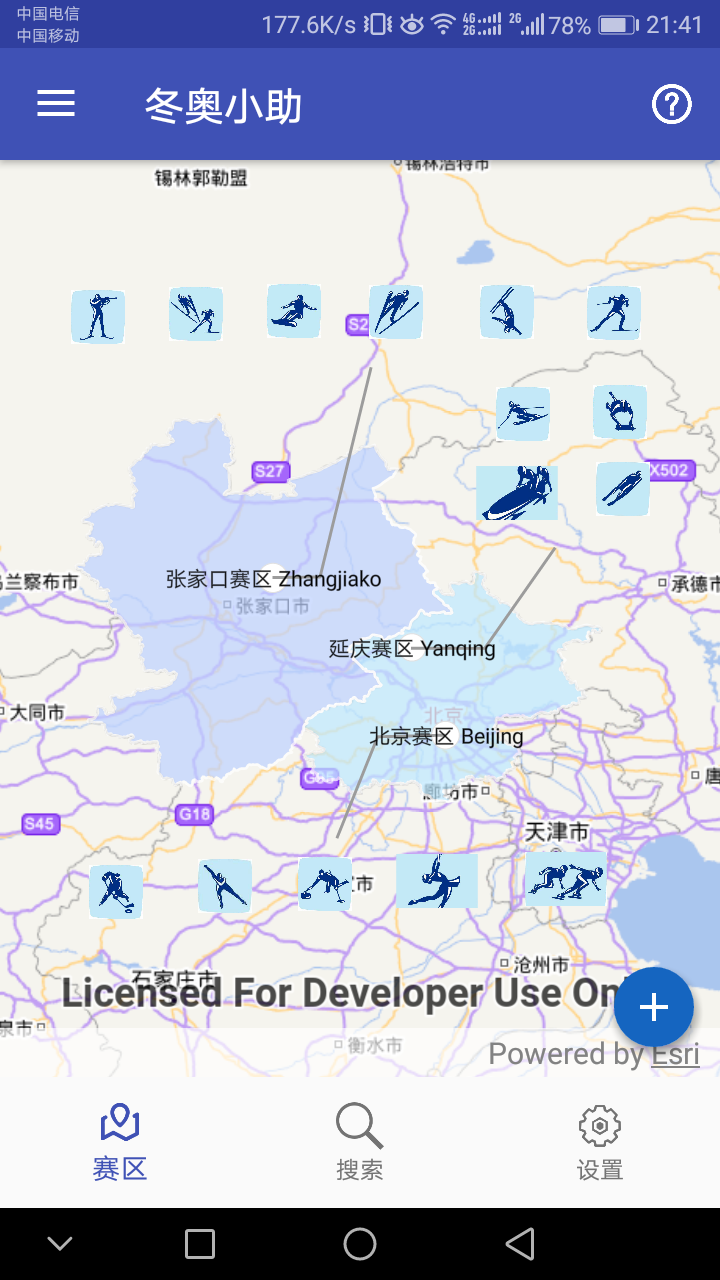 中国电信
中国移动
177.6K/s 4G 2G 2G 78% 21:41
冬奥小助
锡林郭勒盟
锡林浩特市
S2
S27
X502
张家口赛区 Zhangjiako
张家口市
兰察布市
承德市
延庆赛区 Yanqing
大同市
北京
北京赛区 Beijing
廊坊市
唐
S45
G18
天津市
市
沧州市
石家庄市
Licensed For Developer Use On
泉市
衡水市
Powered by Esri
赛区
搜索
设置